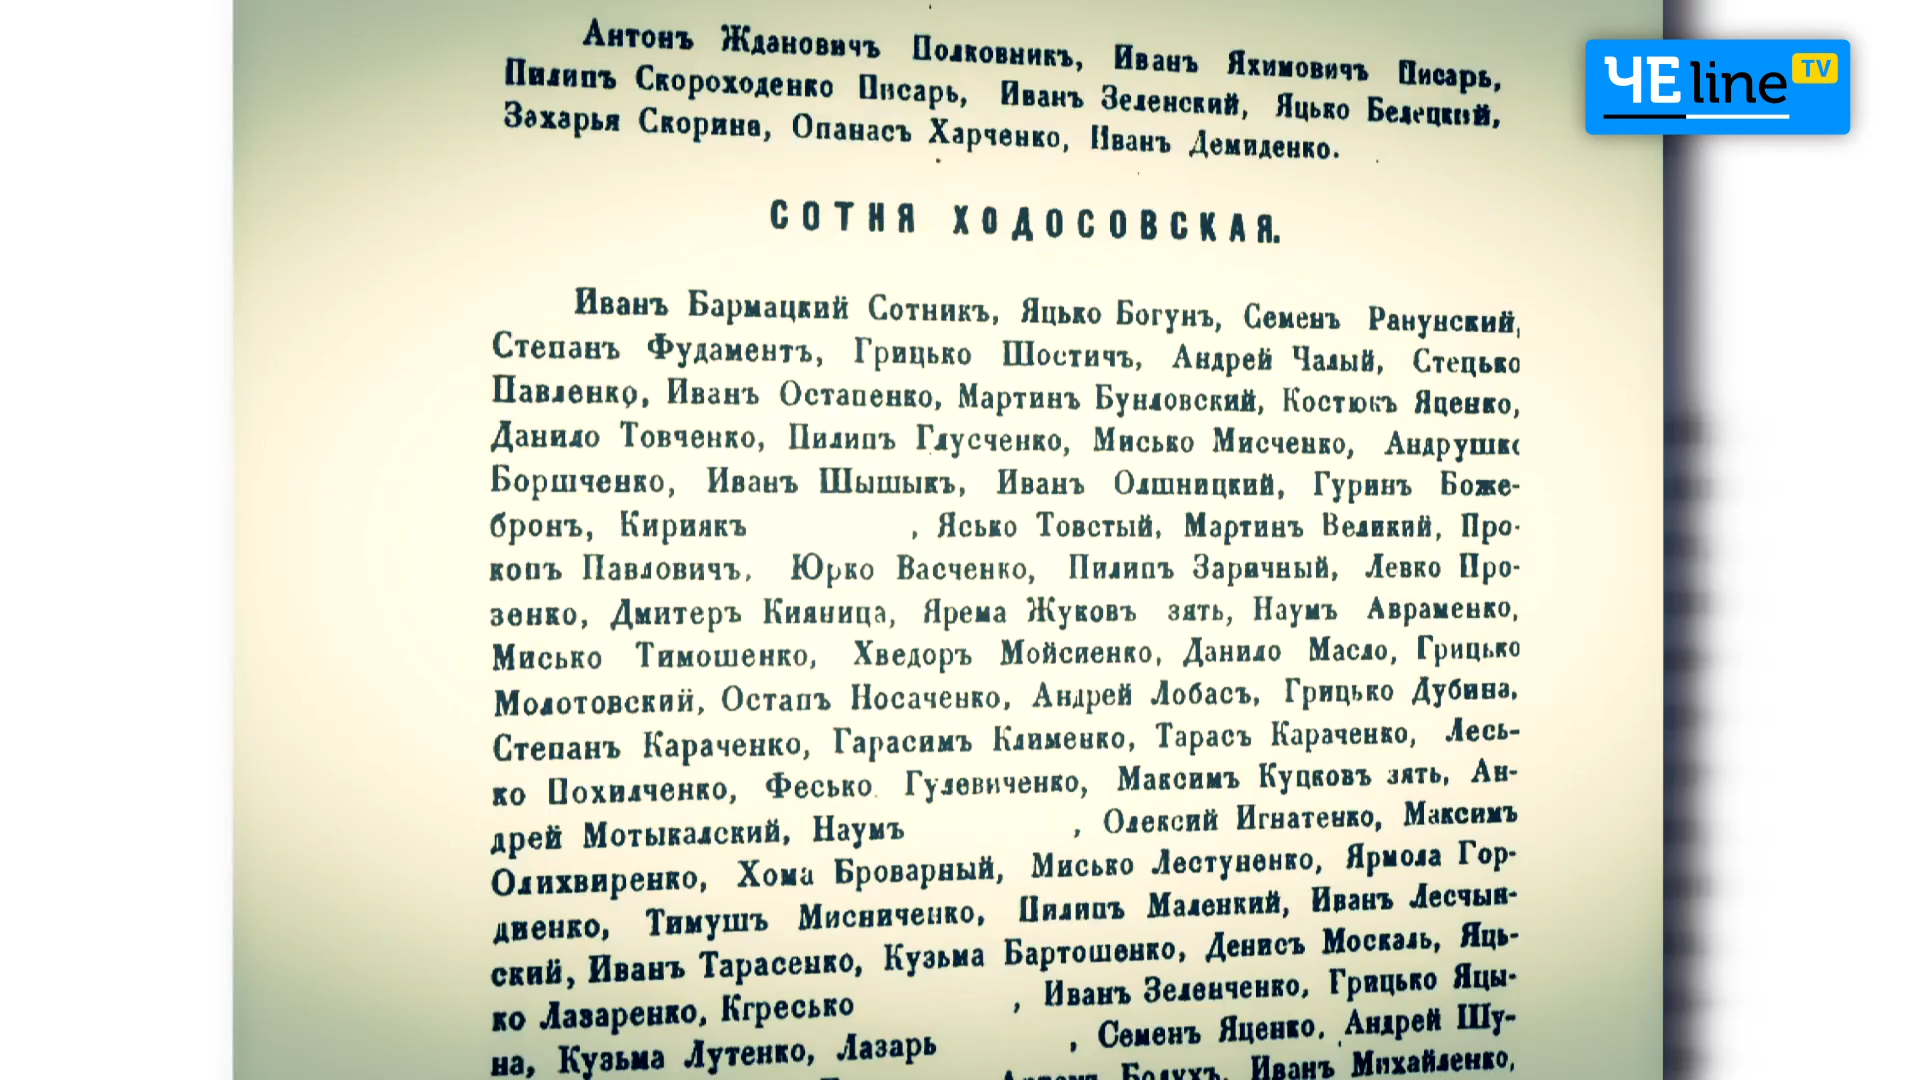 Антонъ Ждановичъ Полковникъ, Иванъ Яхимовичъ Писарь,
Пилипъ Скороходенко Писарь, Иванъ Зеленский, Яцько Белецкий,
Захарья Скорина, Опанасъ Харченко, Иванъ Демиденко.
ЧЕ line TV
СОТНЯ ХОДОСОВСКАЯ.
Иванъ Бармацкий Сотникъ, Яцько Богунъ, Семенъ Ранунский,
Степанъ Фудаментъ, Грицько Шостичъ, Андрей Чалый, Стецько
Павленко, Иванъ Остапенко, Мартинъ Бунловский, Костюкъ Яценко,
Данило Товченко, Пилипъ Глусченко, Мисько Мисченко, Андрушко
Боршченко, Иванъ Шышыкъ, Иванъ Олшницкий, Гуринъ Боже-
бронъ, Кириякъ , Ясько Товстый, Мартинъ Великий, Про-
копъ Павловичъ, Юрко Васченко, Пилипъ Заричный, Левко Про-
зенко, Дмитеръ Кияница, Ярема Жуковъ зять, Наумъ Авраменко,
Мисько Тимошенко, Хведоръ Мойсиенко, Данило Масло, Грицько
Молотовский, Остапъ Носаченко, Андрей Лобасъ, Грицько Дубина,
Степанъ Караченко, Гарасимъ Клименко, Тарасъ Караченко, Лесь-
ко Похилченко, Фесько Гулевиченко, Максимъ Куцковъ зять, Ан-
дрей Мотыкалский, Наумъ , Олексий Игнатенко, Максимъ
Олихвиренко, Хома Броварный, Мисько Лестуненко, Ярмола Гор-
диенко, Тимушъ Мисниченко, Пилипъ Маленкий, Иванъ Лесчын-
ский, Иванъ Тарасенко, Кузьма Бартошенко, Денисъ Москаль, Яць-
ко Лазаренко, Кгресько , Иванъ Зеленченко, Грицько Яцы-
на, Кузьма Лутенко, Лазарь , Семенъ Яценко, Андрей Шу-
Болухъ, Иванъ Михайленко,